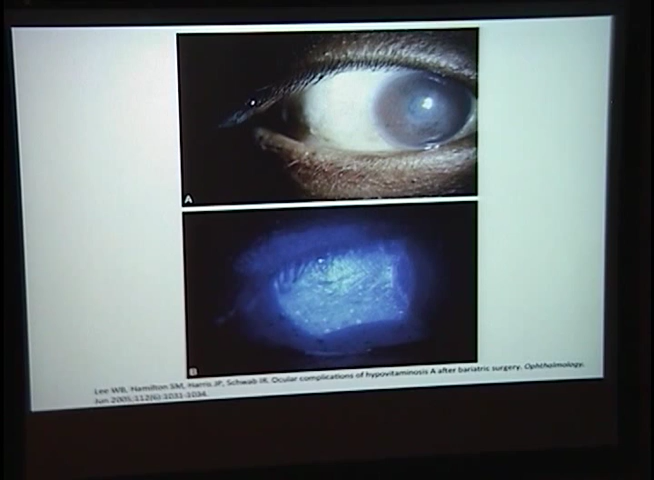 A
B
Lee WB, Hamilton SM, Harris JP, Schwab IR. Ocular complications of hypovitaminosis A after bariatric surgery. Ophthalmology.
Jun 2005;112(6):1031-1034.